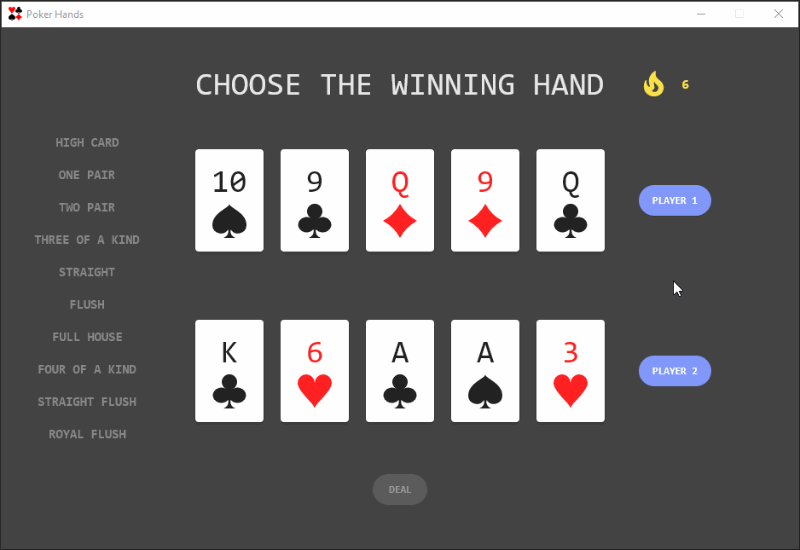 Poker Hands
CHOOSE THE WINNING HAND
6
HIGH CARD
ONE PAIR
TWO PAIR
THREE OF A KIND
STRAIGHT
FLUSH
FULL HOUSE
FOUR OF A KIND
STRAIGHT FLUSH
ROYAL FLUSH
10 9 Q 9 Q
PLAYER 1
K 6 A A 3
PLAYER 2
DEAL